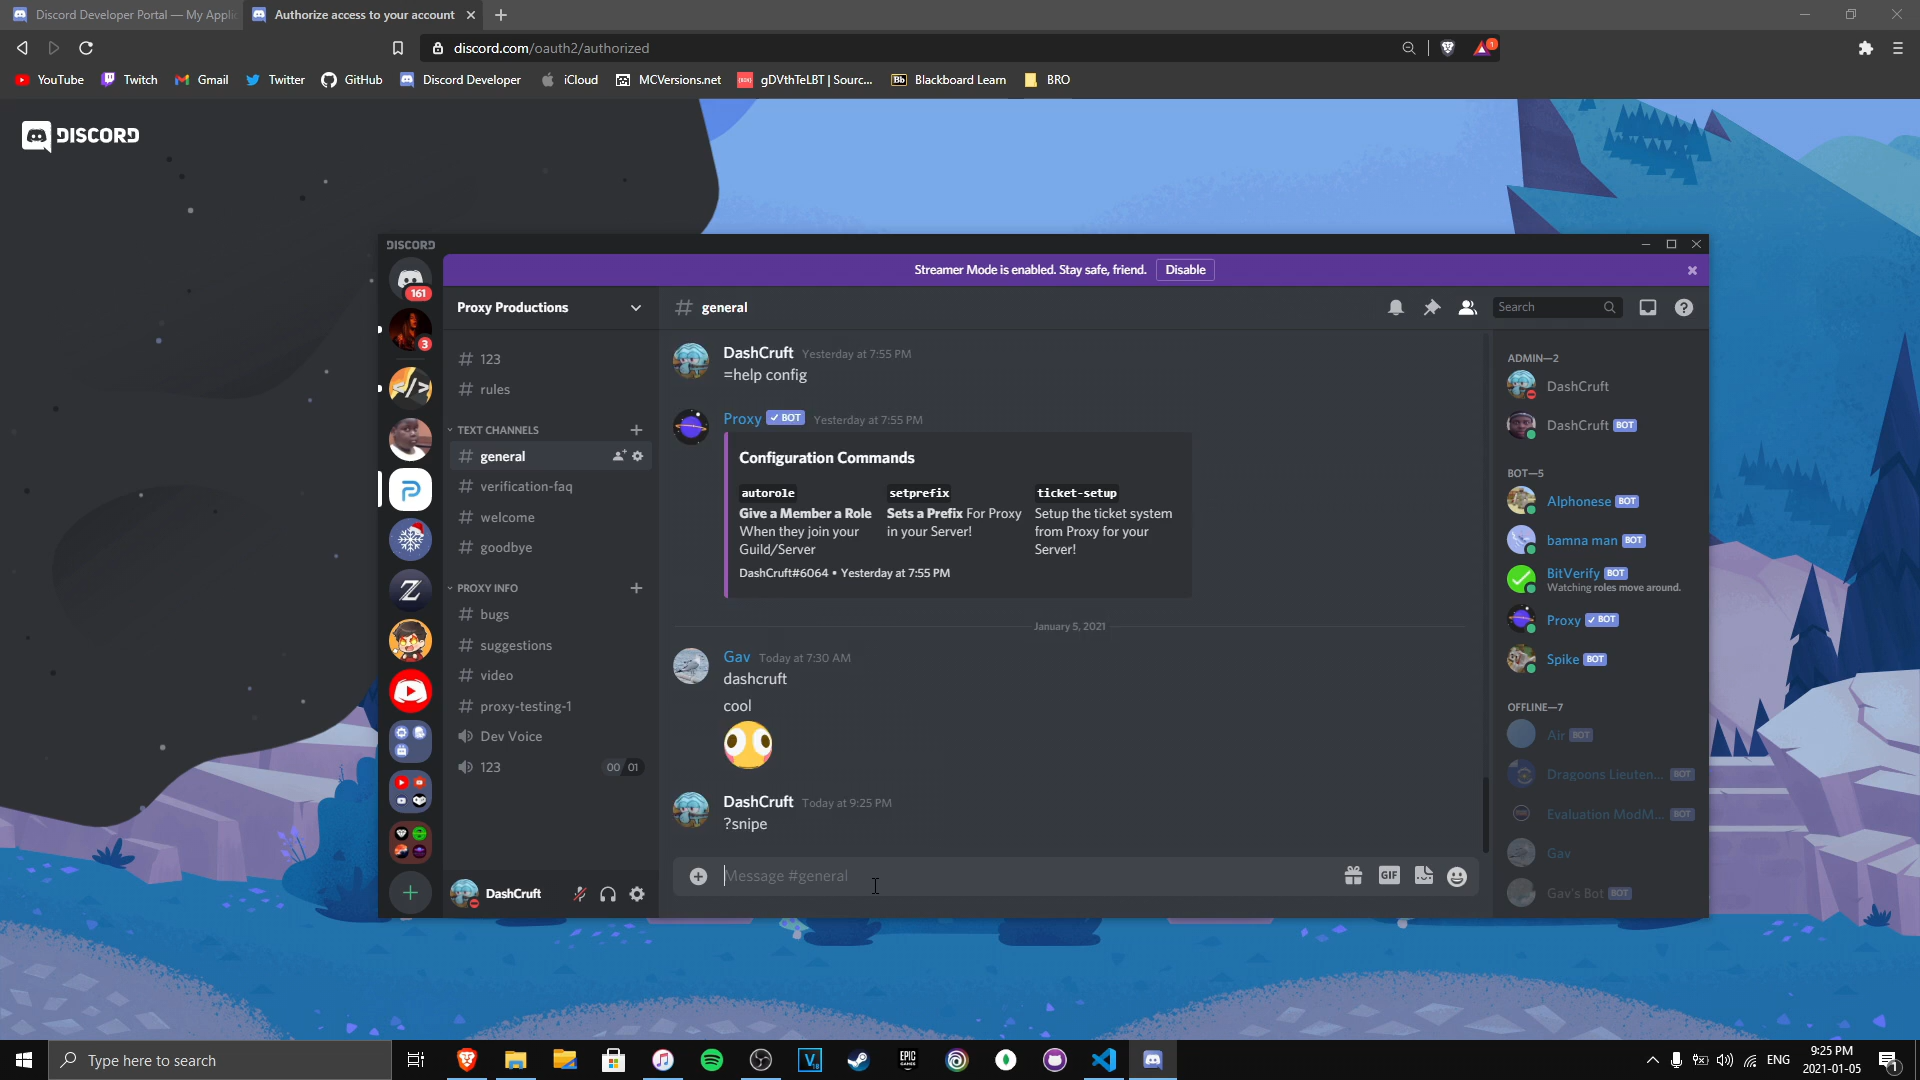 Discord Developer Portal — My Applic
Authorize access to your account
discord.com/oauth2/authorized
1
YouTube
Twitch
Gmail
Twitter
GitHub
Discord Developer
iCloud
MCVersions.net
gDVthTeLBT | Sourc...
Bb
Blackboard Learn
BRO
DISCORD
DISCORD
Streamer Mode is enabled. Stay safe, friend.
Disable
161
3
Proxy Productions
# general
Search
# 123
# rules
TEXT CHANNELS
# general
# verification-faq
# welcome
# goodbye
PROXY INFO
# bugs
# suggestions
# video
# proxy-testing-1
Dev Voice
123
00 01
DashCruft
DashCruft Yesterday at 7:55 PM
=help config
Proxy ✓ BOT Yesterday at 7:55 PM
Configuration Commands
autorole
Give a Member a Role
When they join your
Guild/Server
setprefix
Sets a Prefix For Proxy
in your Server!
ticket-setup
Setup the ticket system
from Proxy for your
Server!
DashCruft#6064 • Yesterday at 7:55 PM
January 5, 2021
Gav Today at 7:30 AM
dashcruft
cool
DashCruft Today at 9:25 PM
?snipe
Message #general
GIF
ADMIN—2
DashCruft
DashCruft BOT
BOT—5
Alphonese BOT
bamna man BOT
BitVerify BOT
Watching roles move around.
Proxy ✓ BOT
Spike BOT
OFFLINE—7
Air BOT
Dragoons Lieuten... BOT
Evaluation ModM... BOT
Gav
Gav's Bot BOT
Type here to search
EPIC
GAMES
ENG
9:25 PM
2021-01-05
1